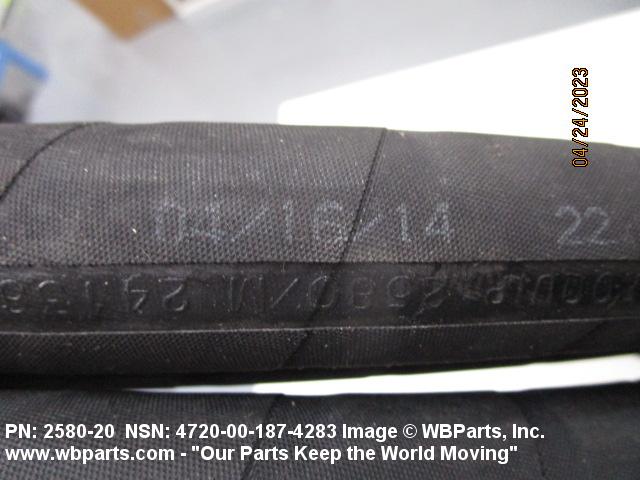 04/24/2023
04/16/14 22
2580/M 2413
PN: 2580-20 NSN: 4720-00-187-4283 Image © WBParts, Inc.
www.wbparts.com - "Our Parts Keep the World Moving"